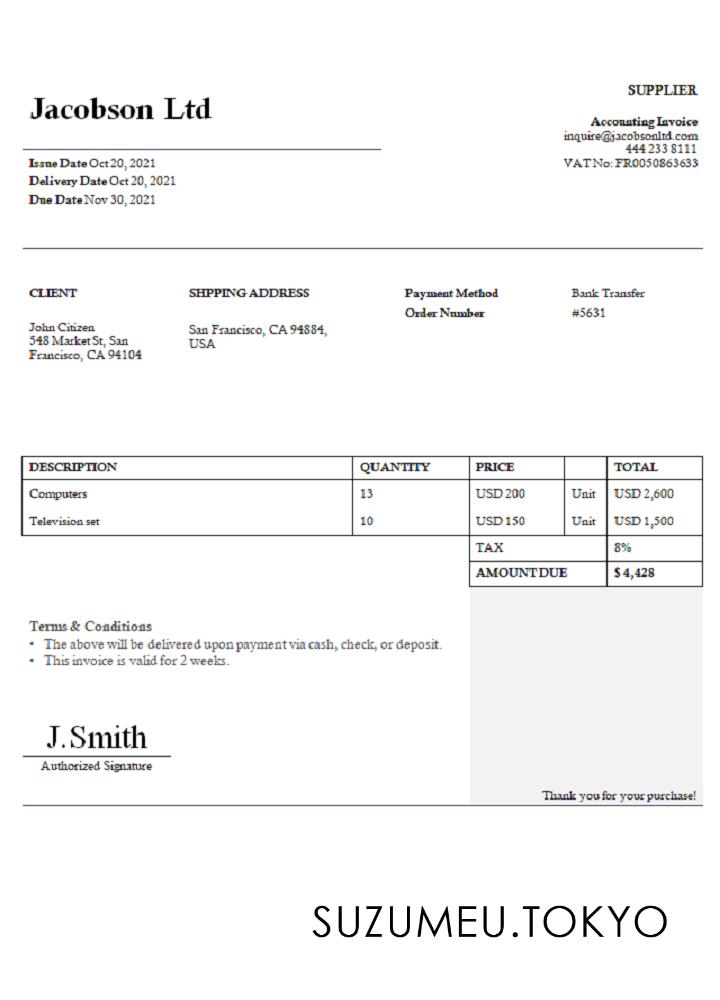 Jacobson Ltd
SUPPLIER
Accounting Invoice
inquire@jacobsonltd.com
444 233 8111
VAT No: FR0050863633
Issue Date Oct 20, 2021
Delivery Date Oct 20, 2021
Due Date Nov 30, 2021
CLIENT
John Citizen
548 Market St, San
Francisco, CA 94104
SHPPING ADDRESS
San Francisco, CA 94884,
USA
Payment Method Bank Transfer
Order Number #5631
DESCRIPTION QUANTITY PRICE TOTAL
Computers 13 USD 200 Unit USD 2,600
Television set 10 USD 150 Unit USD 1,500
TAX 8%
AMOUNT DUE $ 4,428
Terms & Conditions
• The above will be delivered upon payment via cash, check, or deposit.
• This invoice is valid for 2 weeks.
J. Smith
Authorized Signature
Thank you for your purchase!
SUZUMEU.TOKYO